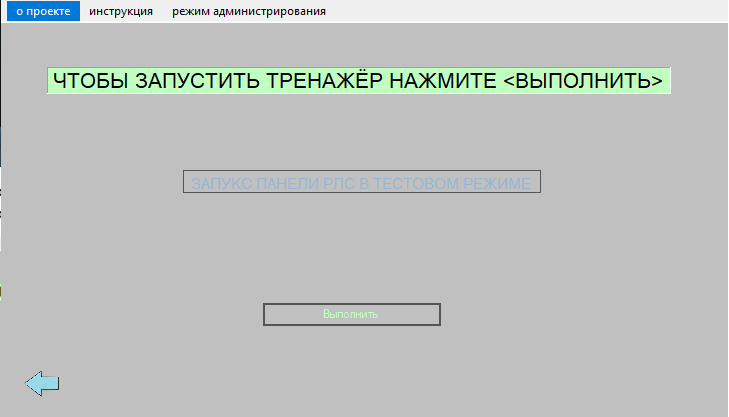 о проекте инструкция режим администрирования
ЧТОБЫ ЗАПУСТИТЬ ТРЕНАЖЁР НАЖМИТЕ <ВЫПОЛНИТЬ>
ЗАПУКС ПАНЕЛИ РЛС В ТЕСТОВОМ РЕЖИМЕ
Выполнить